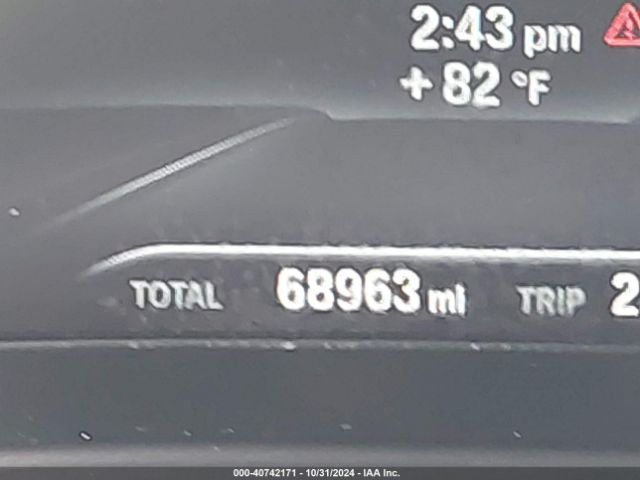 2:43 pm
+82 °F
TOTAL 68963 mi TRIP 2
000-40742171 - 10/31/2024 - IAA Inc.